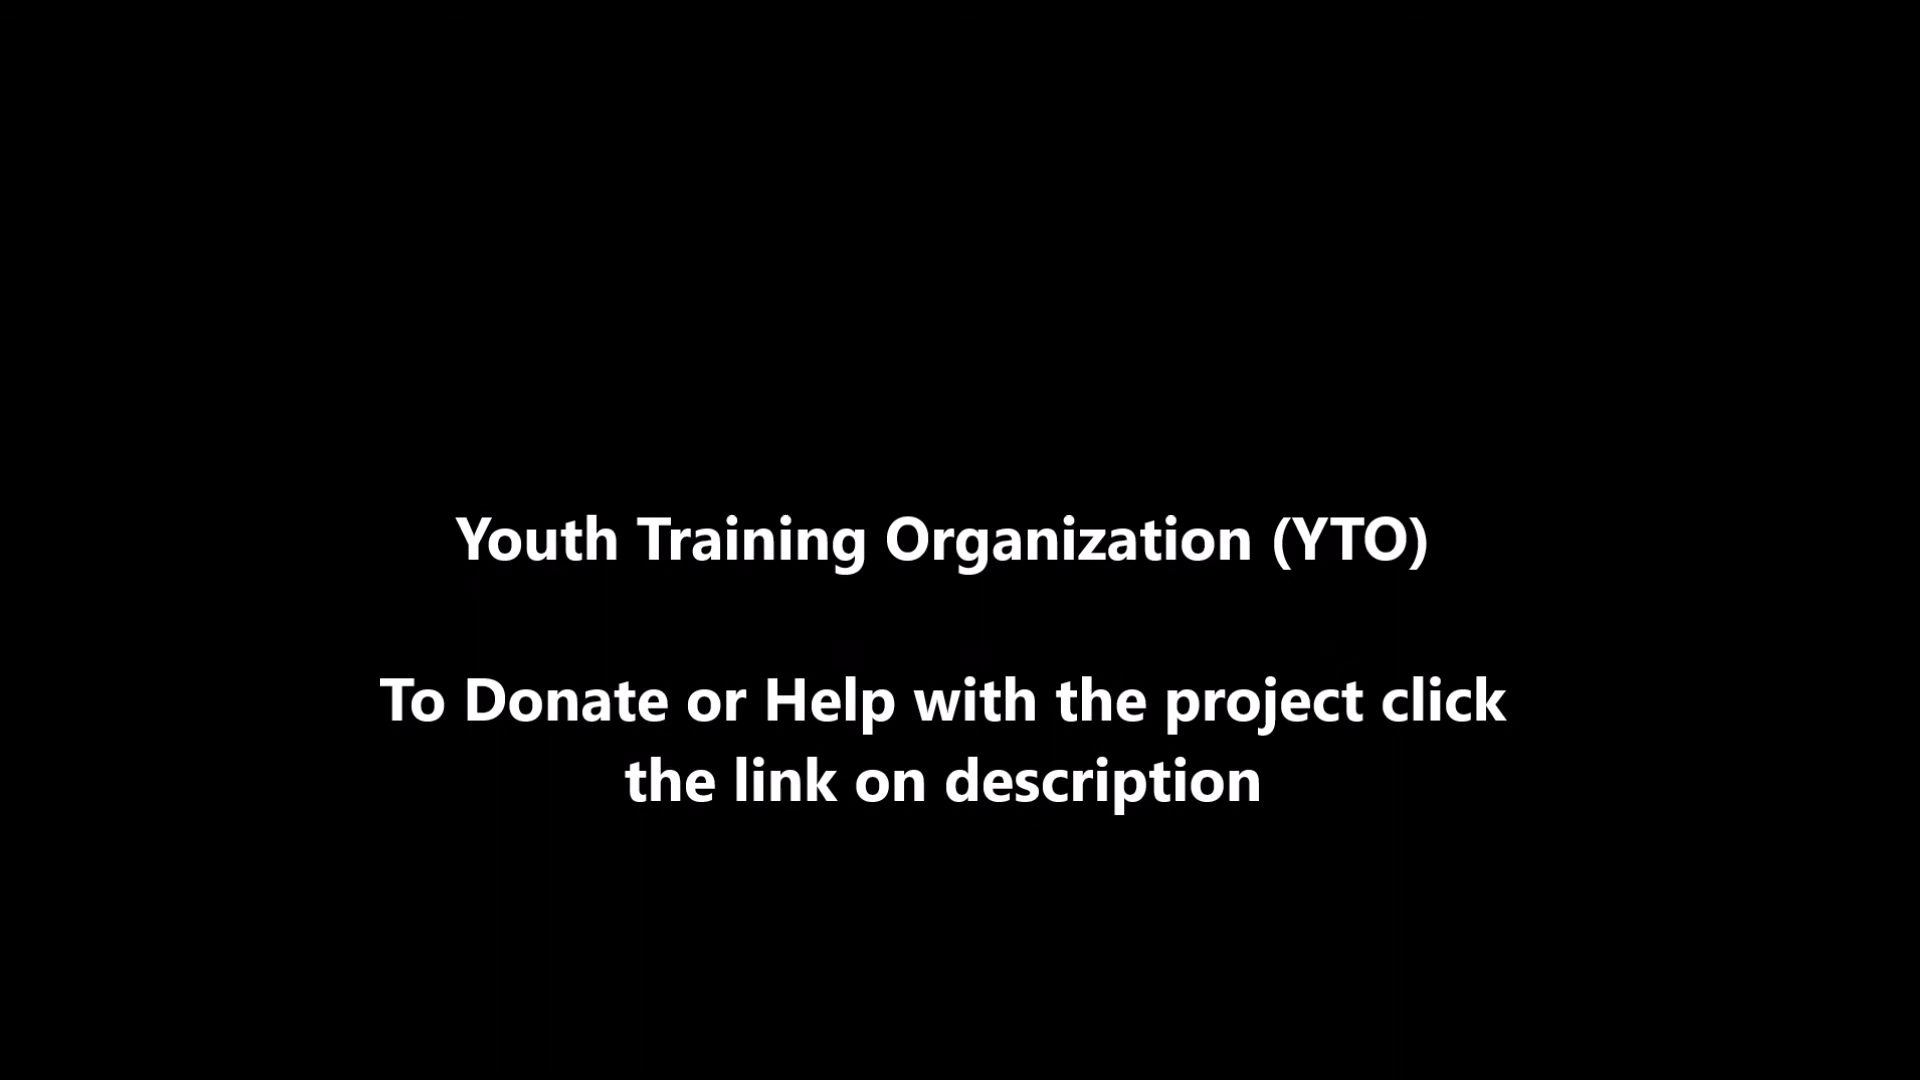 Youth Training Organization (YTO)
To Donate or Help with the project click
the link on description